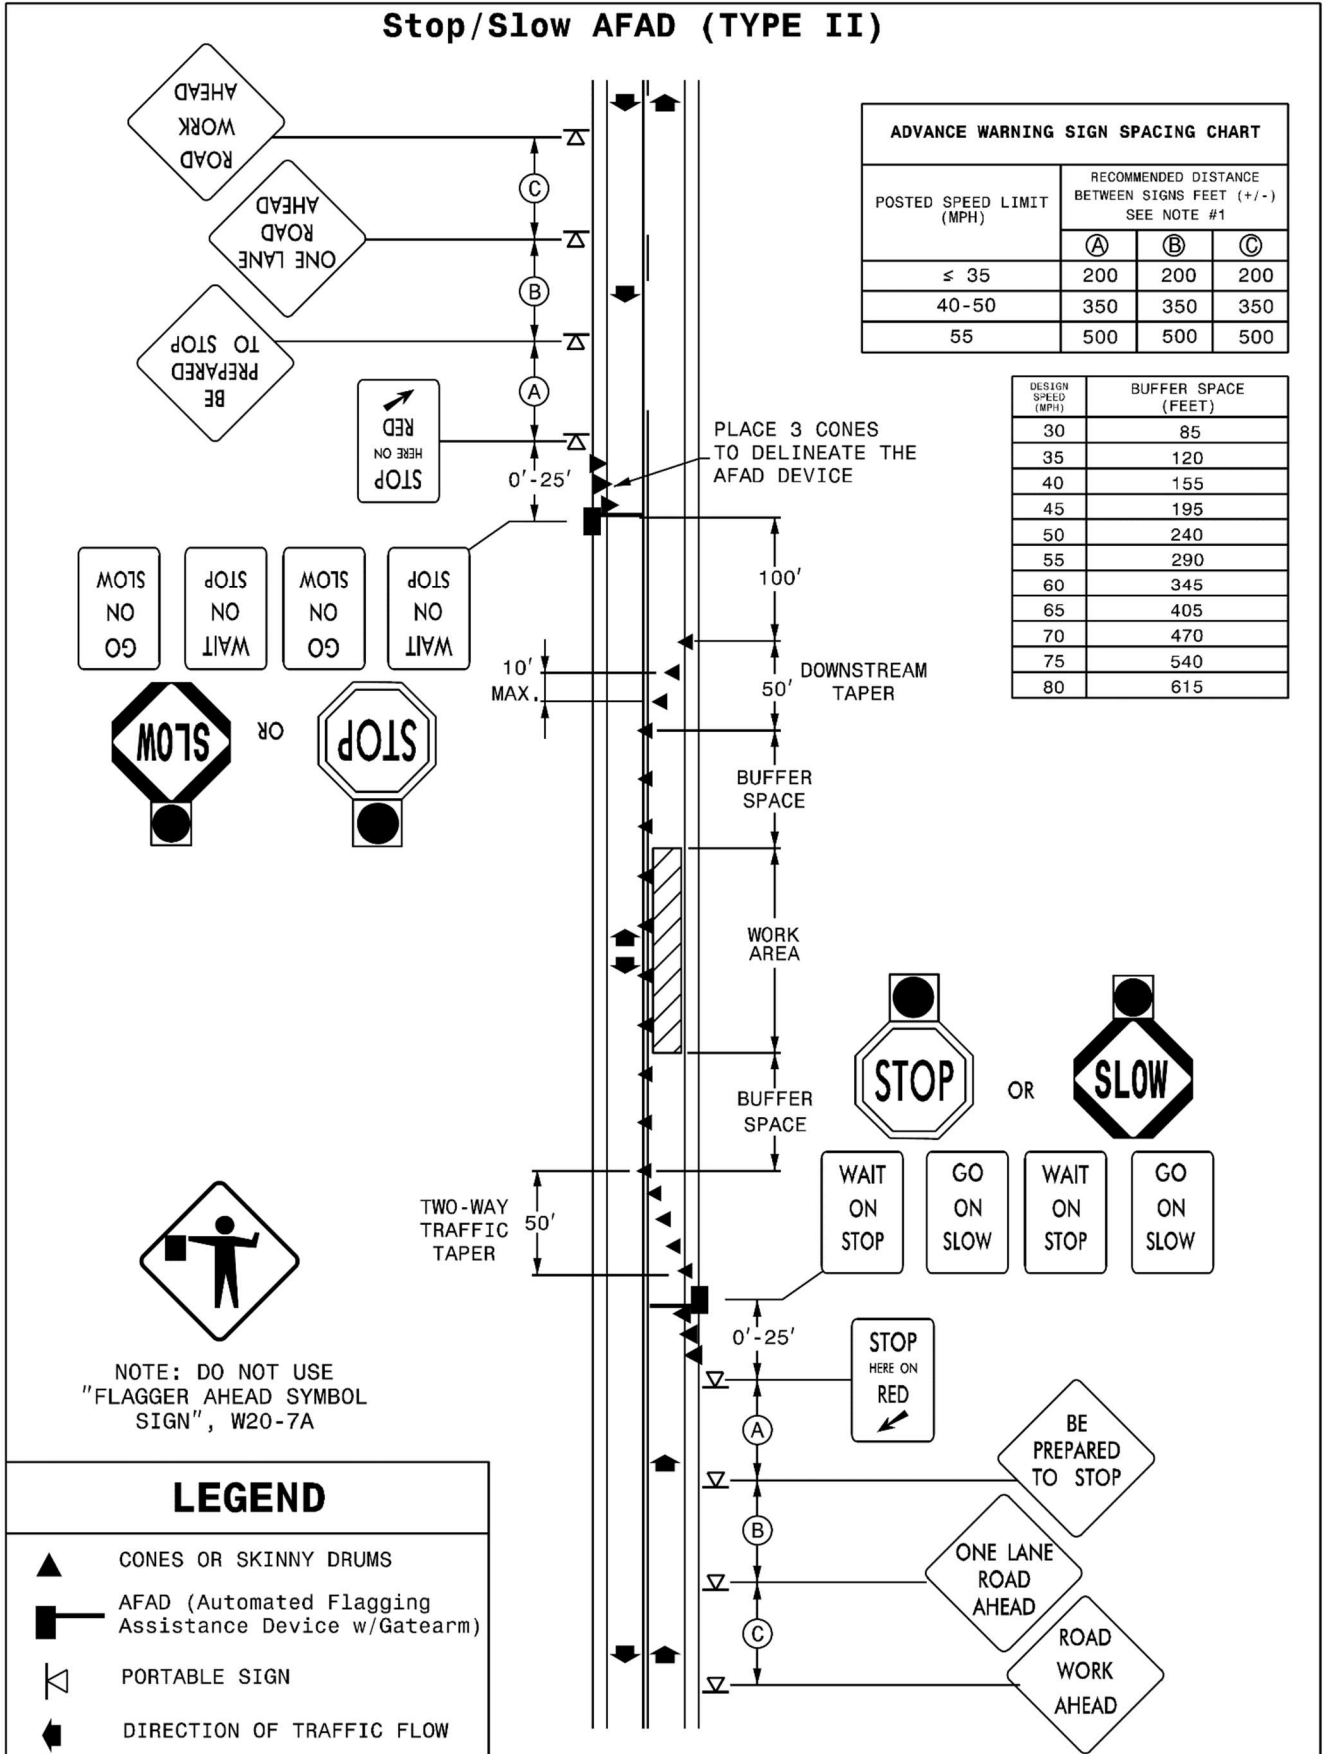 Stop/Slow AFAD (TYPE II)
ROAD
WORK
AHEAD
ONE LANE
ROAD
AHEAD
BE
PREPARED
TO STOP
STOP
HERE ON
RED
C
B
A
0'-25'
PLACE 3 CONES
TO DELINEATE THE
AFAD DEVICE
ADVANCE WARNING SIGN SPACING CHART
POSTED SPEED LIMIT
(MPH)
RECOMMENDED DISTANCE
BETWEEN SIGNS FEET (+/-)
SEE NOTE #1
A B C
≤ 35 200 200 200
40-50 350 350 350
55 500 500 500
DESIGN
SPEED
(MPH)
BUFFER SPACE
(FEET)
30 85
35 120
40 155
45 195
50 240
55 290
60 345
65 405
70 470
75 540
80 615
GO
ON
SLOW
WAIT
ON
STOP
GO
ON
SLOW
WAIT
ON
STOP
SLOW
OR
STOP
100'
10'
MAX.
50'
DOWNSTREAM
TAPER
BUFFER
SPACE
WORK
AREA
BUFFER
SPACE
TWO-WAY
TRAFFIC
TAPER
50'
STOP
OR
SLOW
WAIT
ON
STOP
GO
ON
SLOW
WAIT
ON
STOP
GO
ON
SLOW
0'-25'
STOP
HERE ON
RED
A
B
C
BE
PREPARED
TO STOP
ONE LANE
ROAD
AHEAD
ROAD
WORK
AHEAD
NOTE: DO NOT USE
"FLAGGER AHEAD SYMBOL
SIGN", W20-7A
LEGEND
CONES OR SKINNY DRUMS
AFAD (Automated Flagging
Assistance Device w/Gatearm)
PORTABLE SIGN
DIRECTION OF TRAFFIC FLOW